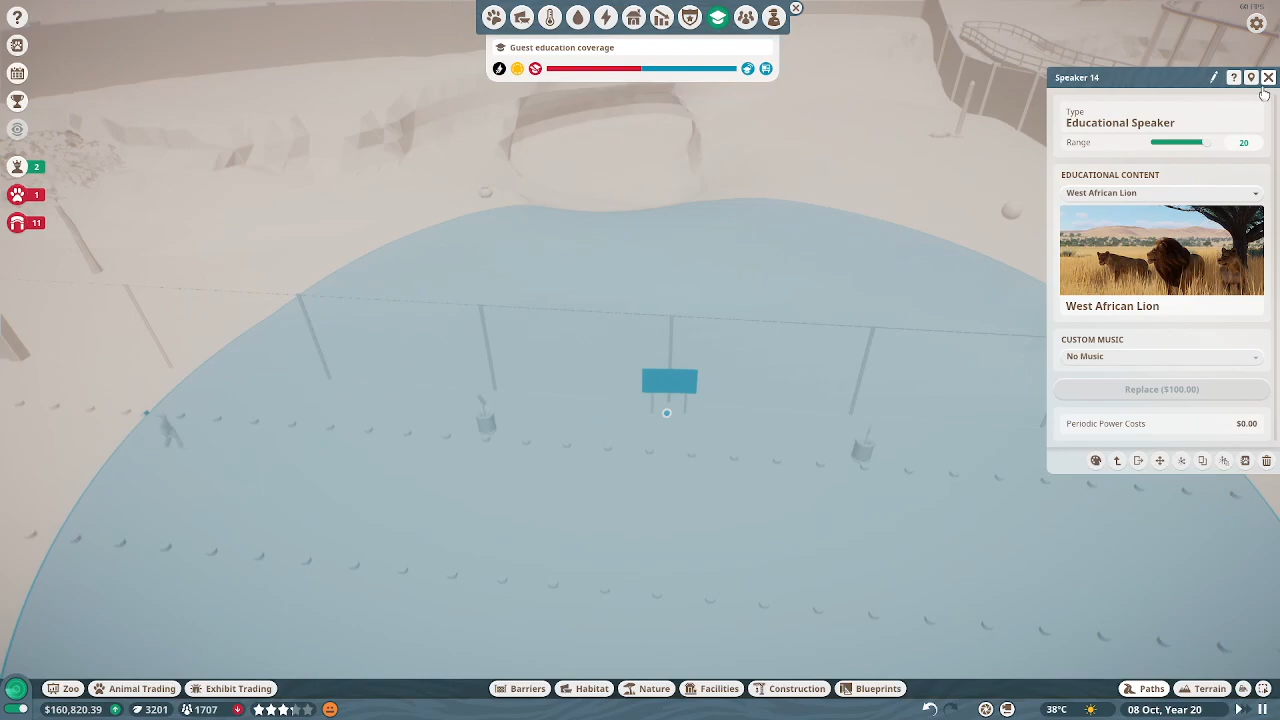 60 FPS
Guest education coverage
Speaker 14
Type
Educational Speaker
Range 20
EDUCATIONAL CONTENT
West African Lion
West African Lion
CUSTOM MUSIC
No Music
Replace ($100.00)
Periodic Power Costs $0.00
2
1
11
Zoo Animal Trading Exhibit Trading Barriers Habitat Nature Facilities Construction Blueprints Paths Terrain
$160,820.39 3201 1707 38°C 08 Oct, Year 20